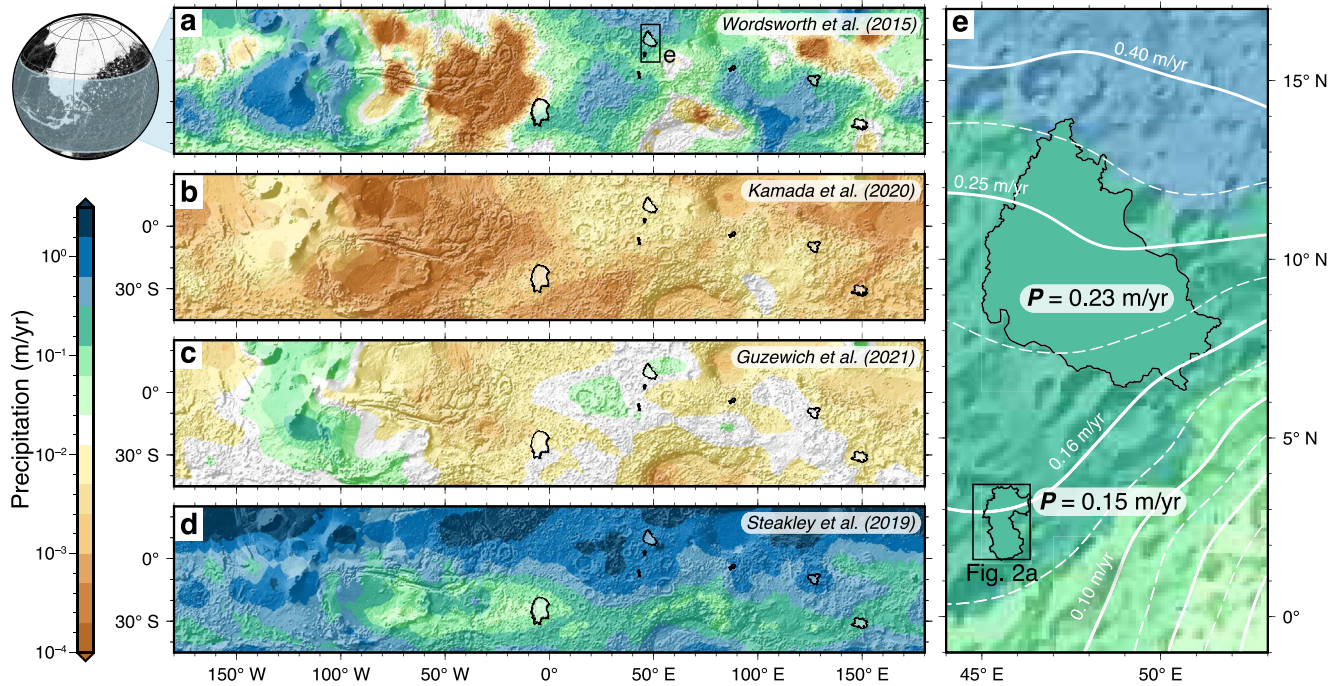 a
Wordsworth et al. (2015)
e
b
Kamada et al. (2020)
0°
30° S
c
Guzewich et al. (2021)
0°
30° S
d
Steakley et al. (2019)
0°
30° S
150° W
100° W
50° W
0°
50° E
100° E
150° E
Precipitation (m/yr)
10⁰
10⁻¹
10⁻²
10⁻³
10⁻⁴
e
0.40 m/yr
0.25 m/yr
P = 0.23 m/yr
0.16 m/yr
P = 0.15 m/yr
Fig. 2a
0.10 m/yr
15° N
10° N
5° N
0°
45° E
50° E